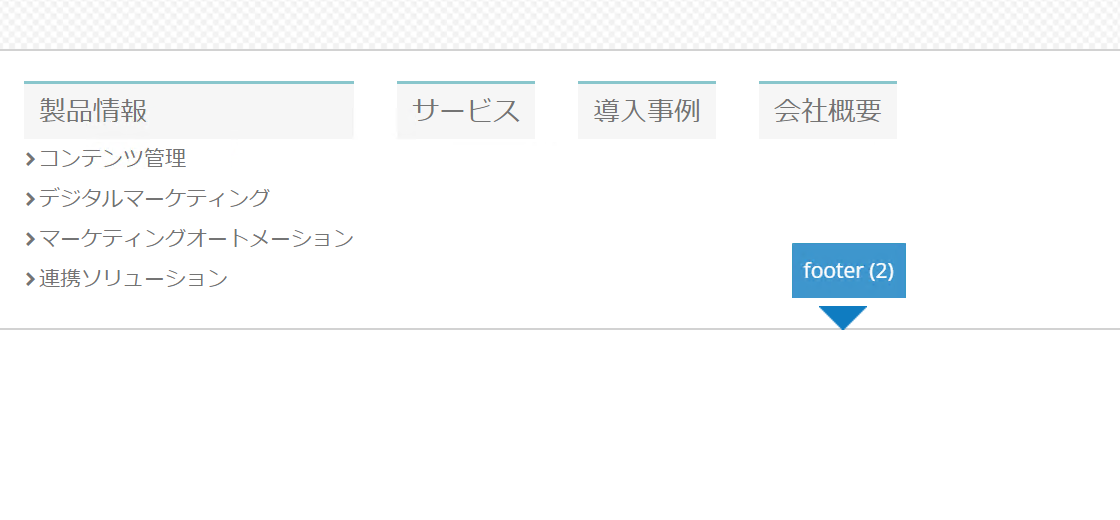 製品情報
サービス
導入事例
会社概要
コンテンツ管理
デジタルマーケティング
マーケティングオートメーション
連携ソリューション
footer (2)